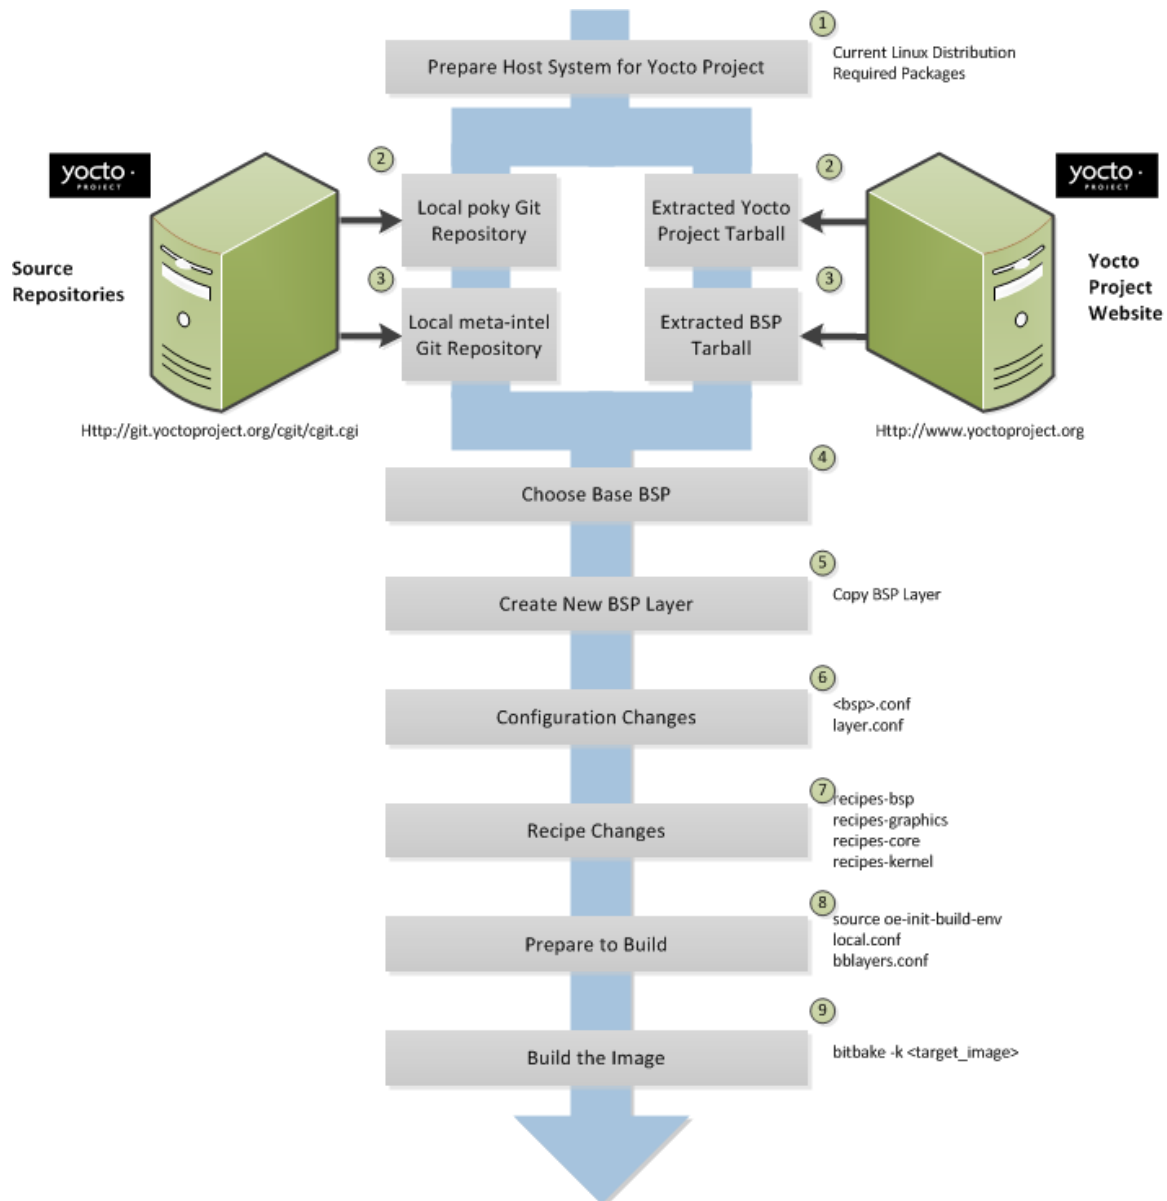 1
Prepare Host System for Yocto Project
Current Linux Distribution
Required Packages
yocto ·
PROJECT
2
2
yocto ·
PROJECT
Local poky Git
Repository
Extracted Yocto
Project Tarball
Source
Repositories
Yocto
Project
Website
3
3
Local meta-intel
Git Repository
Extracted BSP
Tarball
Http://git.yoctoproject.org/cgit/cgit.cgi
Http://www.yoctoproject.org
4
Choose Base BSP
5
Create New BSP Layer
Copy BSP Layer
6
Configuration Changes
<bsp>.conf
layer.conf
7
Recipe Changes
recipes-bsp
recipes-graphics
recipes-core
recipes-kernel
8
Prepare to Build
source oe-init-build-env
local.conf
bblayers.conf
9
Build the Image
bitbake -k <target_image>